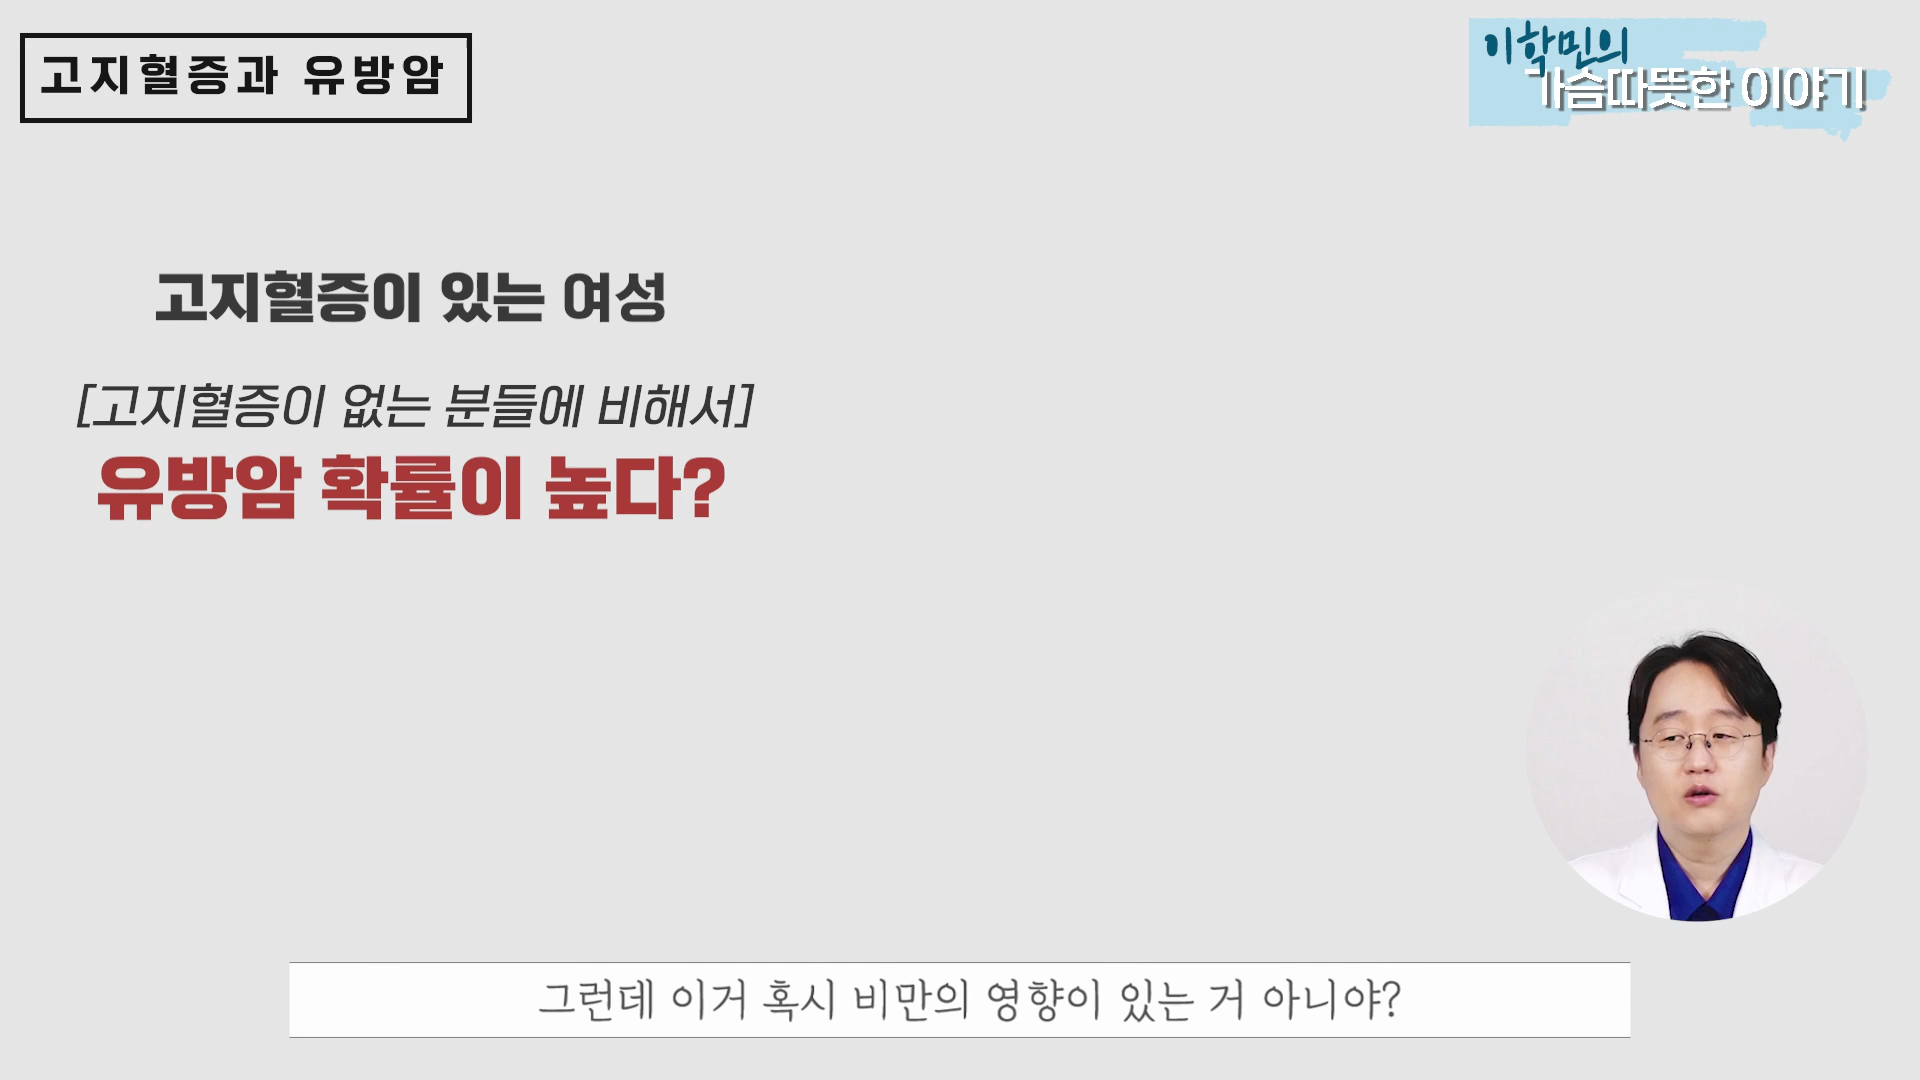 고지혈증과 유방암
이학민의
가슴따뜻한 이야기
고지혈증이 있는 여성
[고지혈증이 없는 분들에 비해서]
유방암 확률이 높다?
그런데 이거 혹시 비만의 영향이 있는 거 아니야?